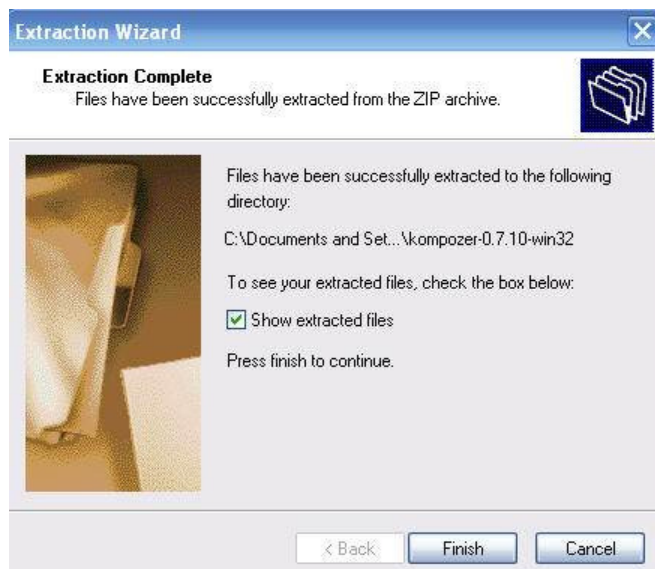 Extraction Wizard
Extraction Complete
Files have been successfully extracted from the ZIP archive.
Files have been successfully extracted to the following
directory:
C:\Documents and Set...\kompozer-0.7.10-win32
To see your extracted files, check the box below:
Show extracted files
Press finish to continue.
< Back
Finish
Cancel